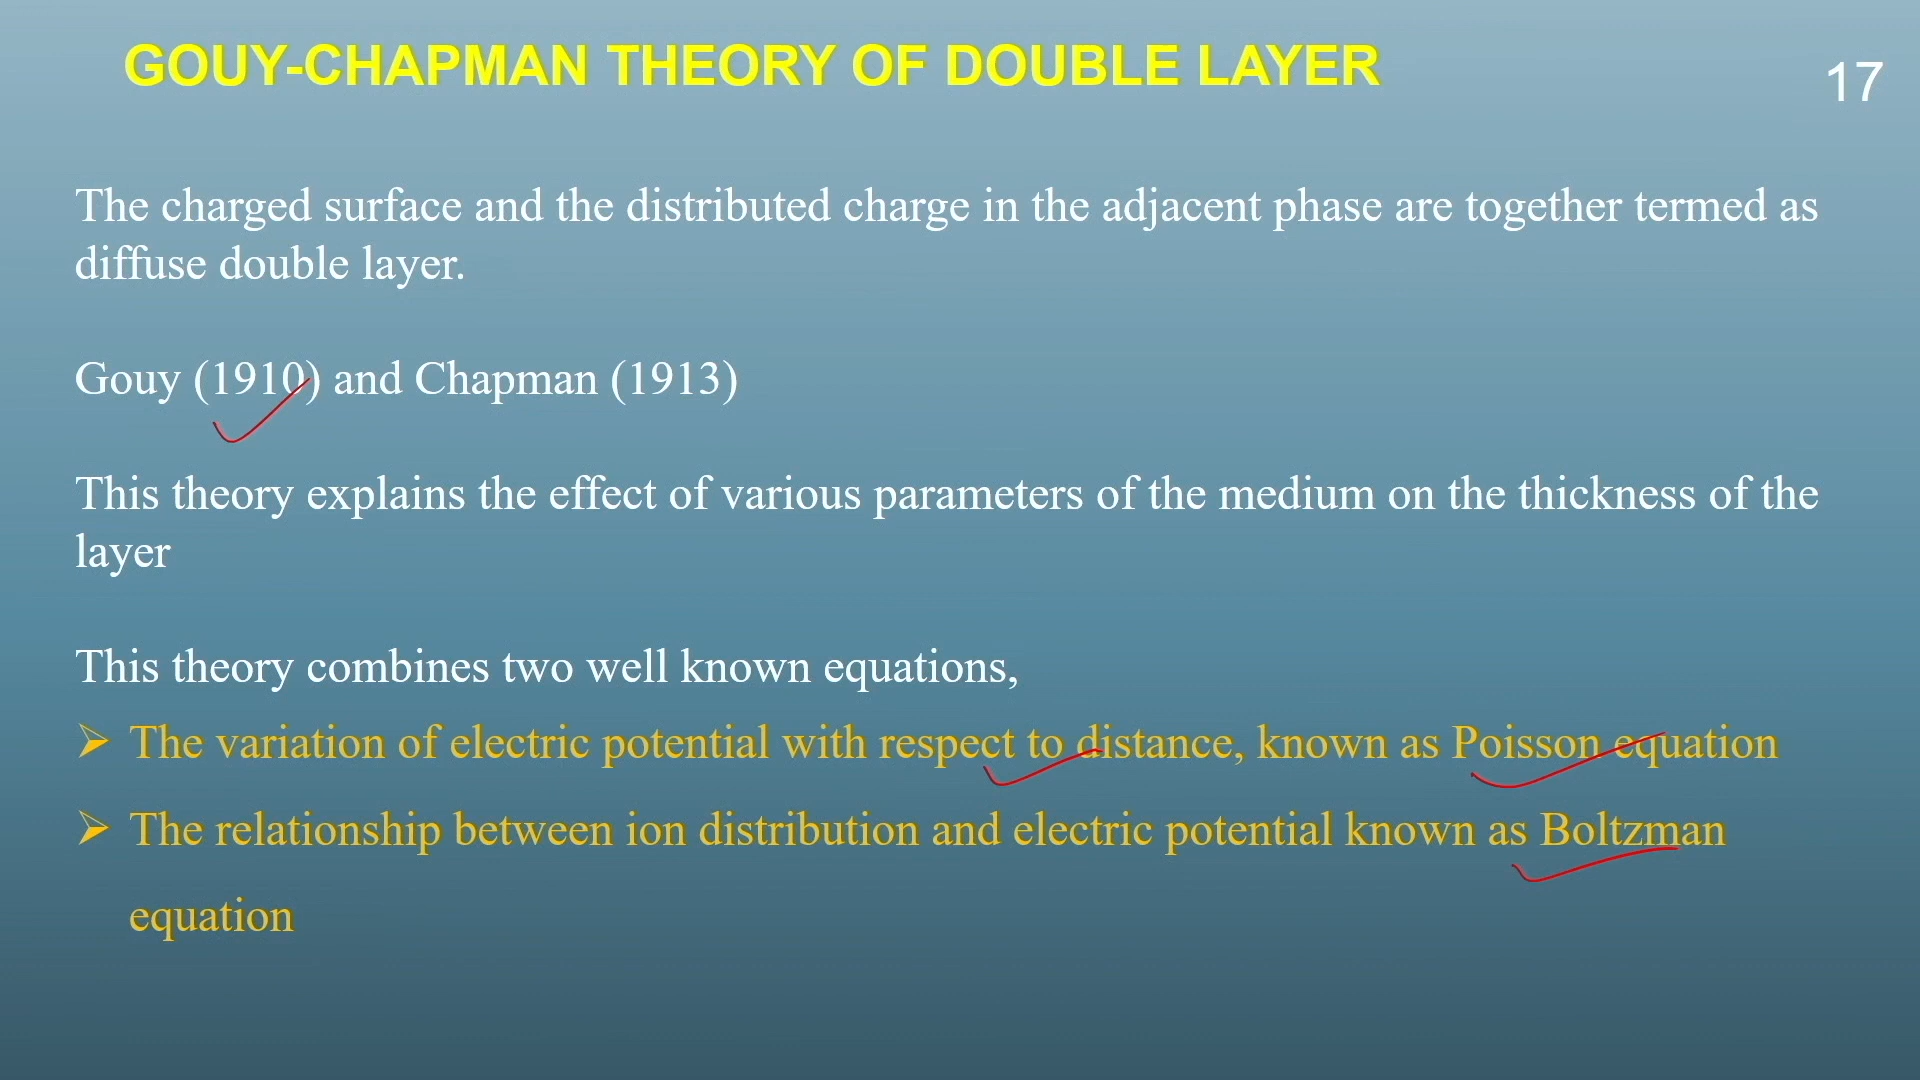 GOUY-CHAPMAN THEORY OF DOUBLE LAYER
17
The charged surface and the distributed charge in the adjacent phase are together termed as
diffuse double layer.
Gouy (1910) and Chapman (1913)
This theory explains the effect of various parameters of the medium on the thickness of the
layer
This theory combines two well known equations,
➢ The variation of electric potential with respect to distance, known as Poisson equation
➢ The relationship between ion distribution and electric potential known as Boltzman
equation